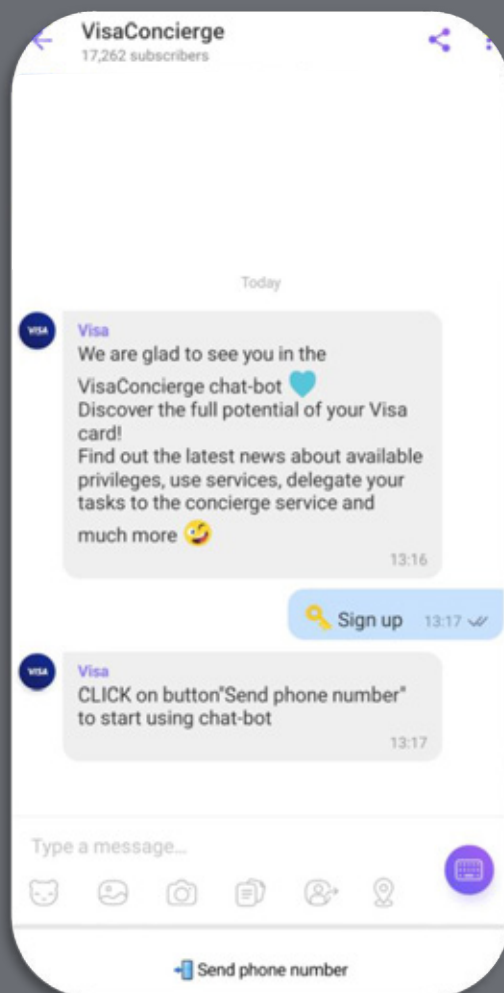 VisaConcierge
17,262 subscribers
Today
VISA
Visa
We are glad to see you in the
VisaConcierge chat-bot
Discover the full potential of your Visa
card!
Find out the latest news about available
privileges, use services, delegate your
tasks to the concierge service and
much more
13:16
Sign up 13:17
VISA
Visa
CLICK on button"Send phone number"
to start using chat-bot
13:17
Type a message...
Send phone number